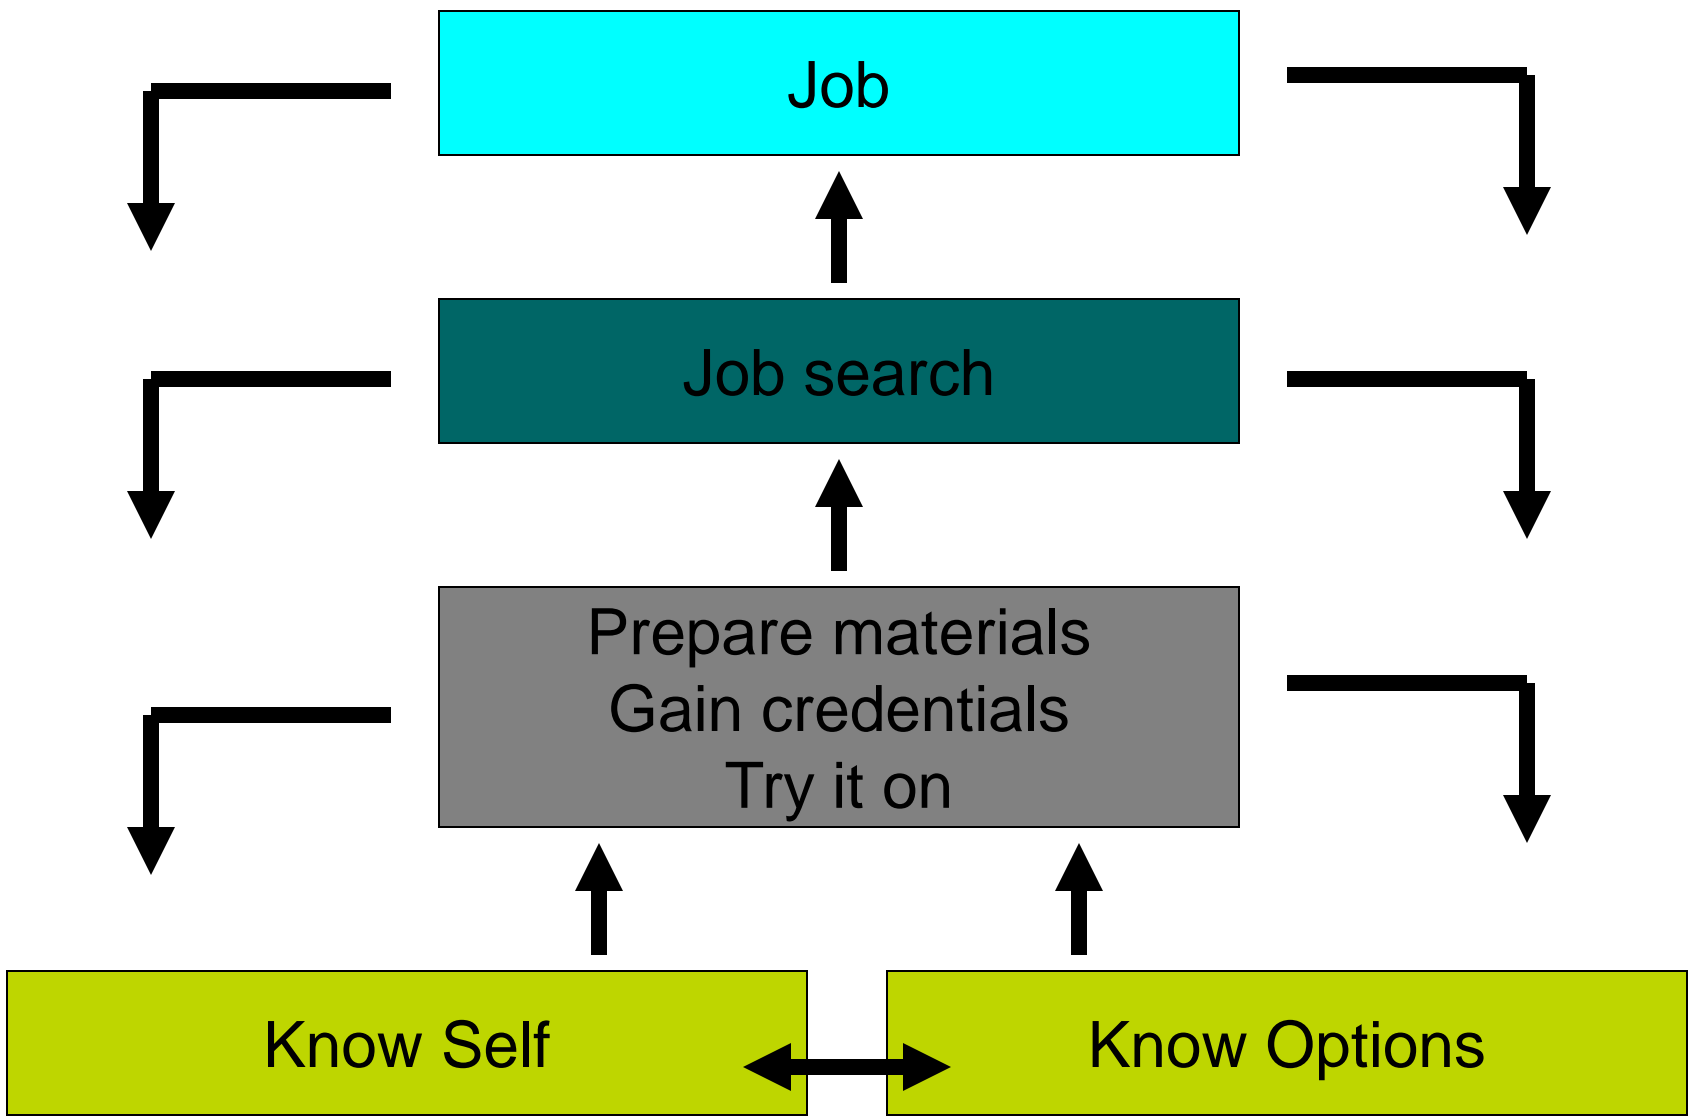 Job
Job search
Prepare materials
Gain credentials
Try it on
Know Self
Know Options